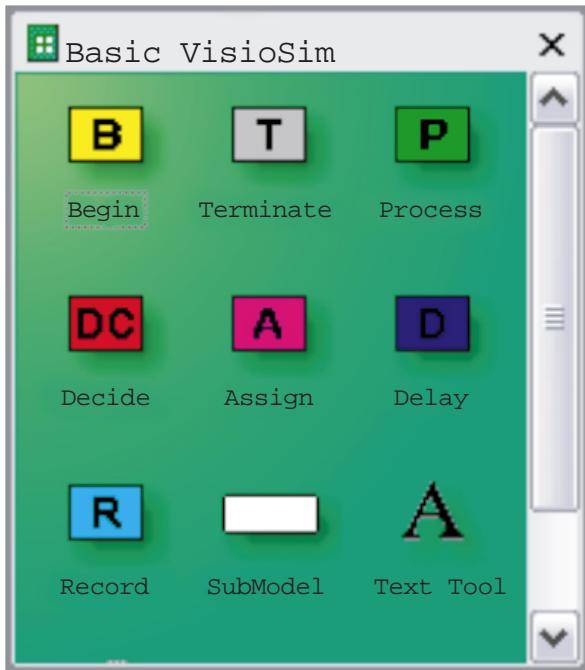 Basic VisioSim
B T P
Begin Terminate Process
DC A D
Decide Assign Delay
R A
Record SubModel Text Tool